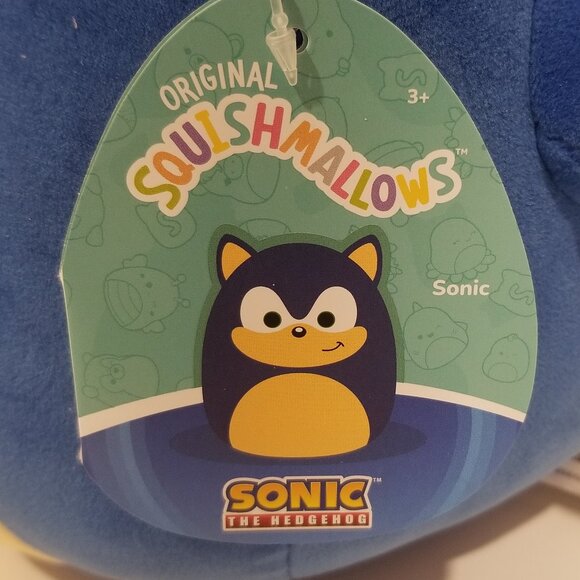 ORIGINAL
SQUISHMALLOWS™
3+
Sonic
SONIC™
THE HEDGEHOG